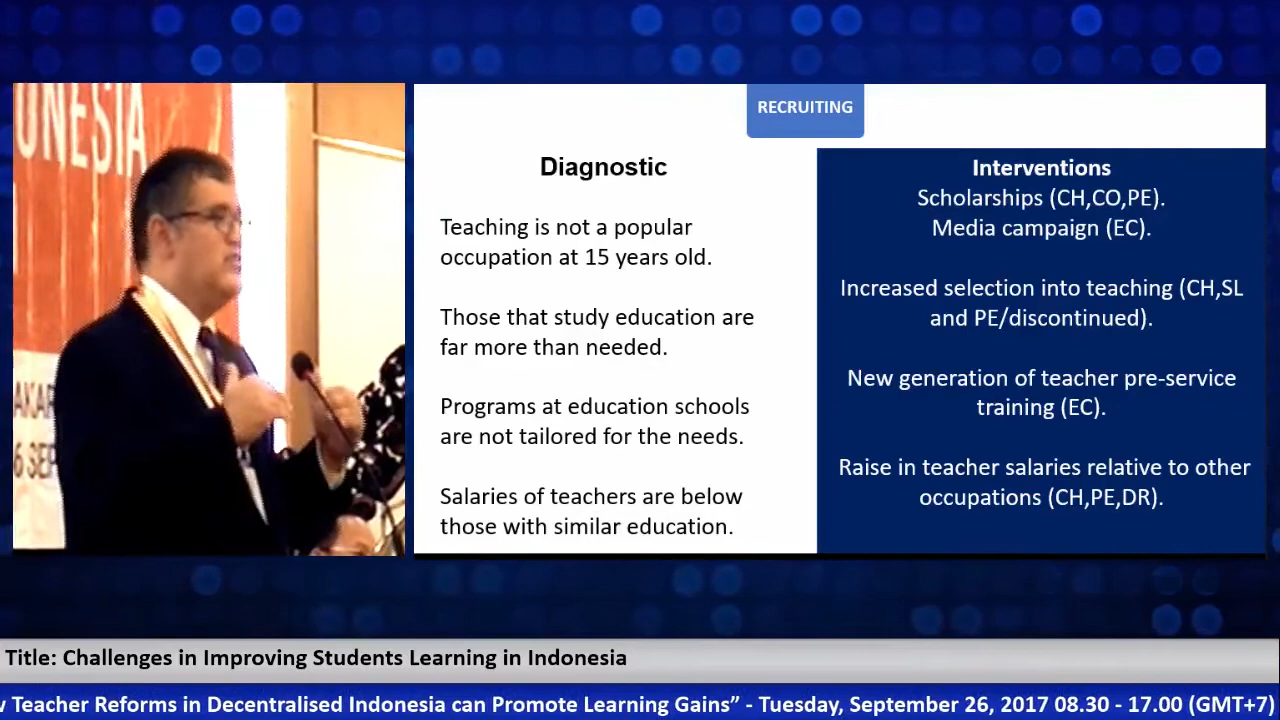 RECRUITING
Diagnostic
Teaching is not a popular
occupation at 15 years old.
Those that study education are
far more than needed.
Programs at education schools
are not tailored for the needs.
Salaries of teachers are below
those with similar education.
Interventions
Scholarships (CH,CO,PE).
Media campaign (EC).
Increased selection into teaching (CH,SL
and PE/discontinued).
New generation of teacher pre-service
training (EC).
Raise in teacher salaries relative to other
occupations (CH,PE,DR).
Title: Challenges in Improving Students Learning in Indonesia
Teacher Reforms in Decentralised Indonesia can Promote Learning Gains” - Tuesday, September 26, 2017 08.30 - 17.00 (GMT+7)